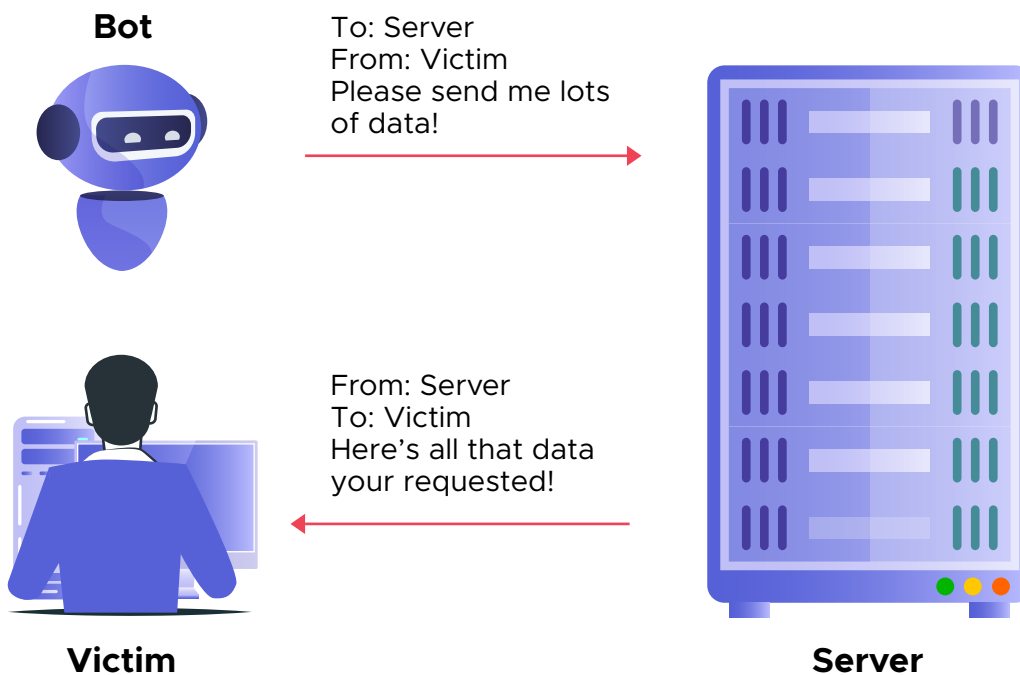 Bot
To: Server
From: Victim
Please send me lots
of data!
From: Server
To: Victim
Here’s all that data
your requested!
Victim
Server